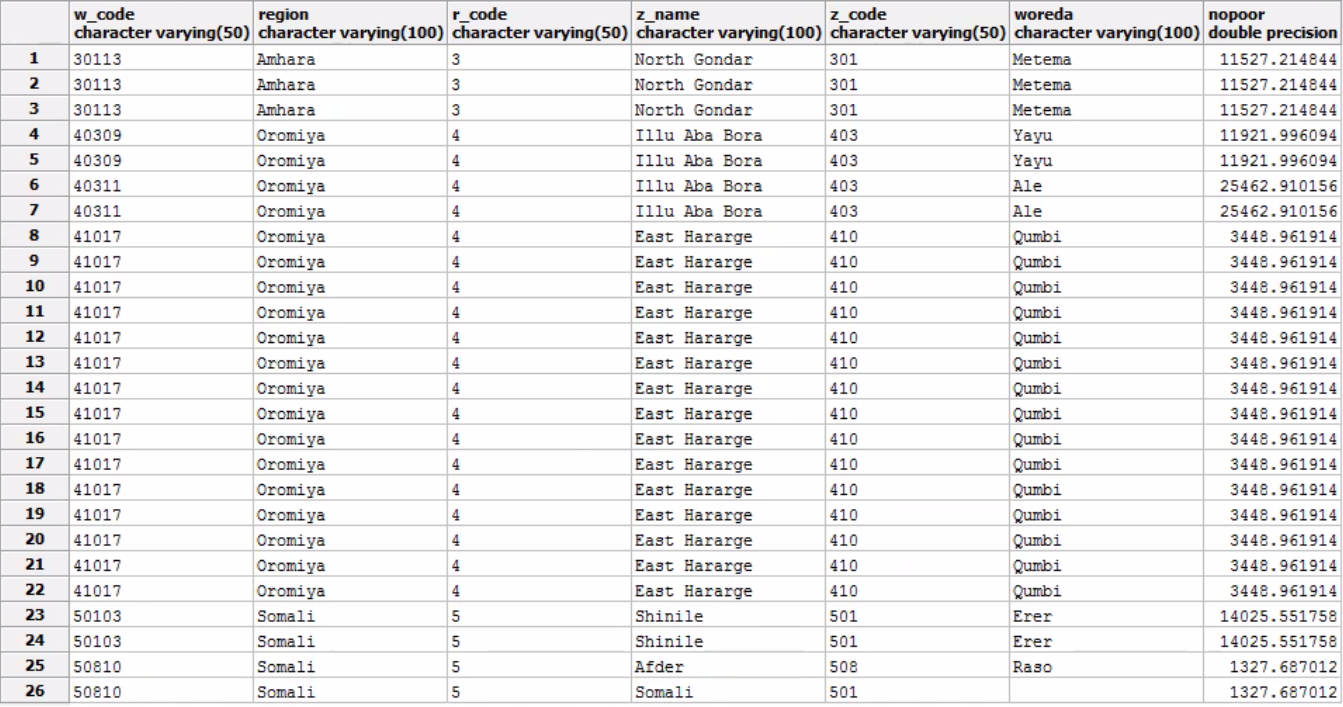 w_code region r_code z_name z_code woreda nopoor
character varying(50) character varying(100) character varying(50) character varying(100) character varying(50) character varying(100) double precision
1 30113 Amhara 3 North Gondar 301 Metema 11527.214844
2 30113 Amhara 3 North Gondar 301 Metema 11527.214844
3 30113 Amhara 3 North Gondar 301 Metema 11527.214844
4 40309 Oromiya 4 Illu Aba Bora 403 Yayu 11921.996094
5 40309 Oromiya 4 Illu Aba Bora 403 Yayu 11921.996094
6 40311 Oromiya 4 Illu Aba Bora 403 Ale 25462.910156
7 40311 Oromiya 4 Illu Aba Bora 403 Ale 25462.910156
8 41017 Oromiya 4 East Hararge 410 Qumbi 3448.961914
9 41017 Oromiya 4 East Hararge 410 Qumbi 3448.961914
10 41017 Oromiya 4 East Hararge 410 Qumbi 3448.961914
11 41017 Oromiya 4 East Hararge 410 Qumbi 3448.961914
12 41017 Oromiya 4 East Hararge 410 Qumbi 3448.961914
13 41017 Oromiya 4 East Hararge 410 Qumbi 3448.961914
14 41017 Oromiya 4 East Hararge 410 Qumbi 3448.961914
15 41017 Oromiya 4 East Hararge 410 Qumbi 3448.961914
16 41017 Oromiya 4 East Hararge 410 Qumbi 3448.961914
17 41017 Oromiya 4 East Hararge 410 Qumbi 3448.961914
18 41017 Oromiya 4 East Hararge 410 Qumbi 3448.961914
19 41017 Oromiya 4 East Hararge 410 Qumbi 3448.961914
20 41017 Oromiya 4 East Hararge 410 Qumbi 3448.961914
21 41017 Oromiya 4 East Hararge 410 Qumbi 3448.961914
22 41017 Oromiya 4 East Hararge 410 Qumbi 3448.961914
23 50103 Somali 5 Shinile 501 Erer 14025.551758
24 50103 Somali 5 Shinile 501 Erer 14025.551758
25 50810 Somali 5 Afder 508 Raso 1327.687012
26 50810 Somali 5 Somali 501 1327.687012